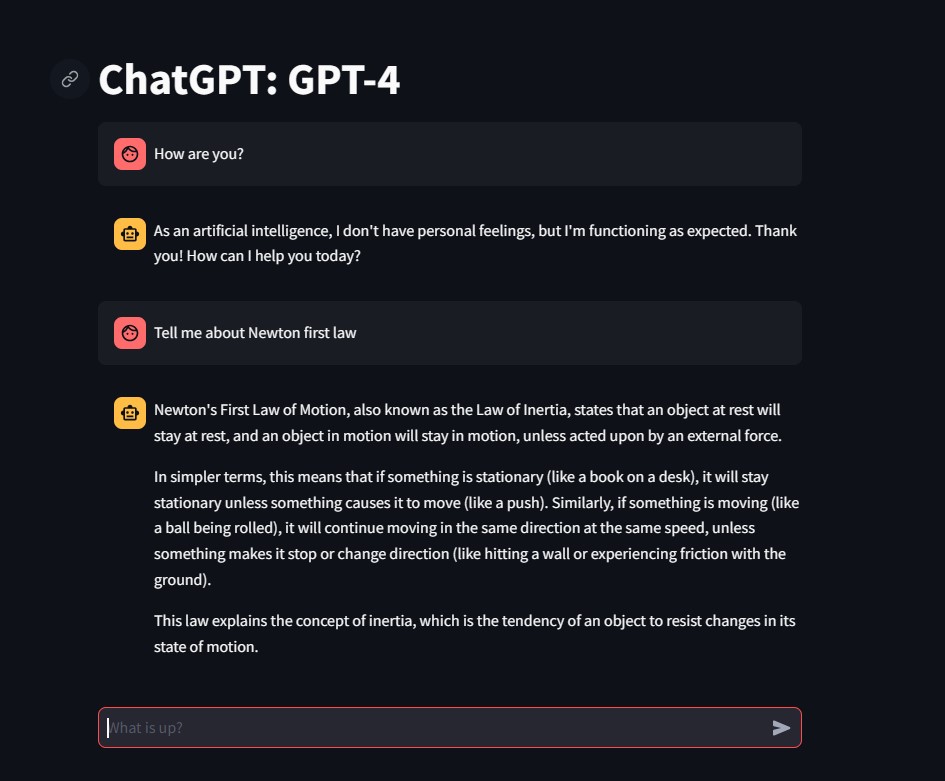 ChatGPT: GPT-4
How are you?
As an artificial intelligence, I don't have personal feelings, but I'm functioning as expected. Thank
you! How can I help you today?
Tell me about Newton first law
Newton's First Law of Motion, also known as the Law of Inertia, states that an object at rest will
stay at rest, and an object in motion will stay in motion, unless acted upon by an external force.
In simpler terms, this means that if something is stationary (like a book on a desk), it will stay
stationary unless something causes it to move (like a push). Similarly, if something is moving (like
a ball being rolled), it will continue moving in the same direction at the same speed, unless
something makes it stop or change direction (like hitting a wall or experiencing friction with the
ground).
This law explains the concept of inertia, which is the tendency of an object to resist changes in its
state of motion.
What is up?